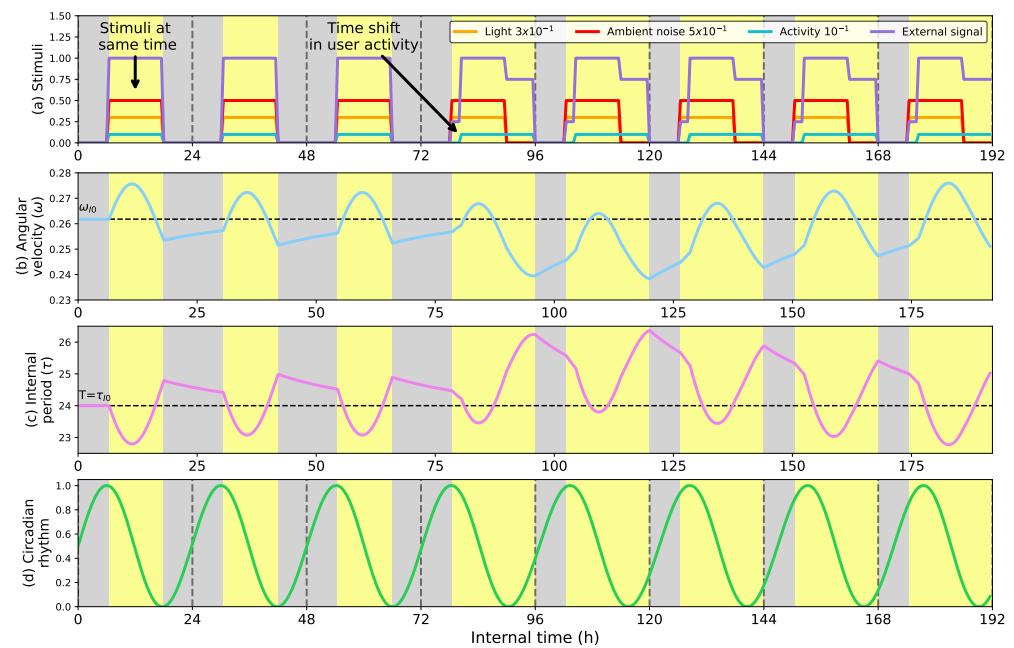 (a) Stimuli
1.50
1.25
1.00
0.75
0.50
0.25
0.00
Stimuli at
same time
Time shift
in user activity
Light 3x10⁻¹ Ambient noise 5x10⁻¹ Activity 10⁻¹ External signal
0 24 48 72 96 120 144 168 192
(b) Angular
velocity (ω)
0.28
0.27
0.26
0.25
0.24
0.23
ω_I0
0 25 50 75 100 125 150 175
(c) Internal
period (τ)
26
25
24
23
T=τ_I0
0 25 50 75 100 125 150 175
(d) Circadian
rhythm
1.0
0.8
0.6
0.4
0.2
0.0
0 24 48 72 96 120 144 168 192
Internal time (h)